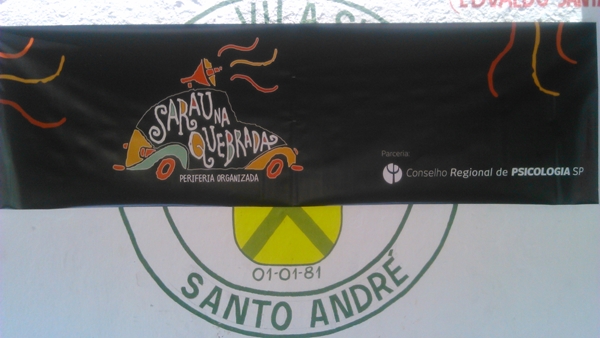 SARAU NA
QUEBRADA
PERIFERIA ORGANIZADA
Parceria:
Conselho Regional de PSICOLOGIA SP
01-01-81
SANTO ANDRÉ